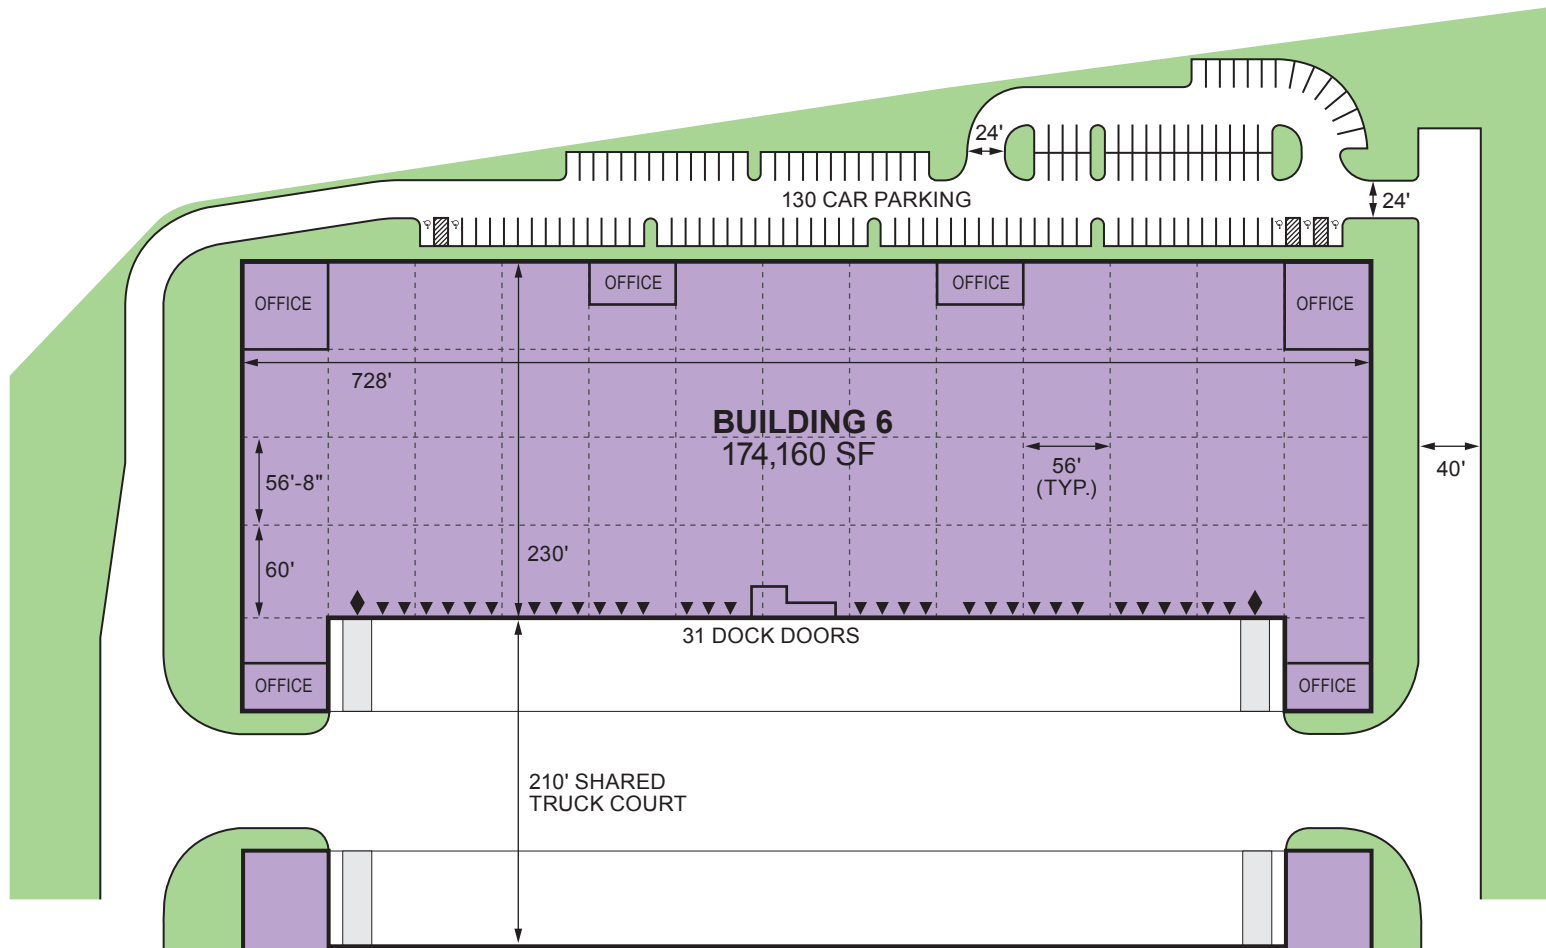 24'
130 CAR PARKING
24'
OFFICE
OFFICE
OFFICE
OFFICE
728'
BUILDING 6
174,160 SF
56'-8"
56'
(TYP.)
40'
230'
60'
31 DOCK DOORS
OFFICE
OFFICE
210' SHARED
TRUCK COURT